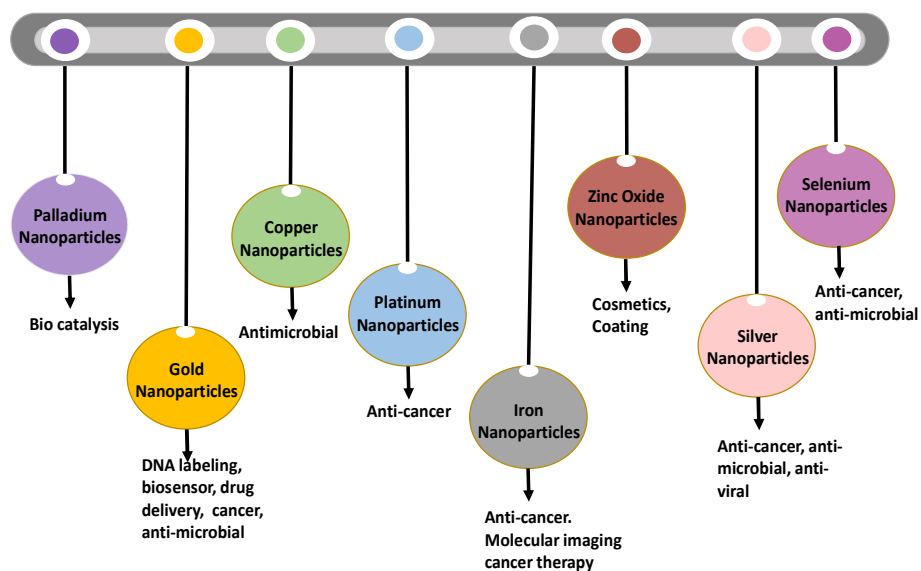 Palladium
Nanoparticles
Bio catalysis
Gold
Nanoparticles
DNA labeling,
biosensor, drug
delivery, cancer,
anti-microbial
Copper
Nanoparticles
Antimicrobial
Platinum
Nanoparticles
Anti-cancer
Iron
Nanoparticles
Anti-cancer.
Molecular imaging
cancer therapy
Zinc Oxide
Nanoparticles
Cosmetics,
Coating
Silver
Nanoparticles
Anti-cancer, anti-
microbial, anti-
viral
Selenium
Nanoparticles
Anti-cancer,
anti-microbial